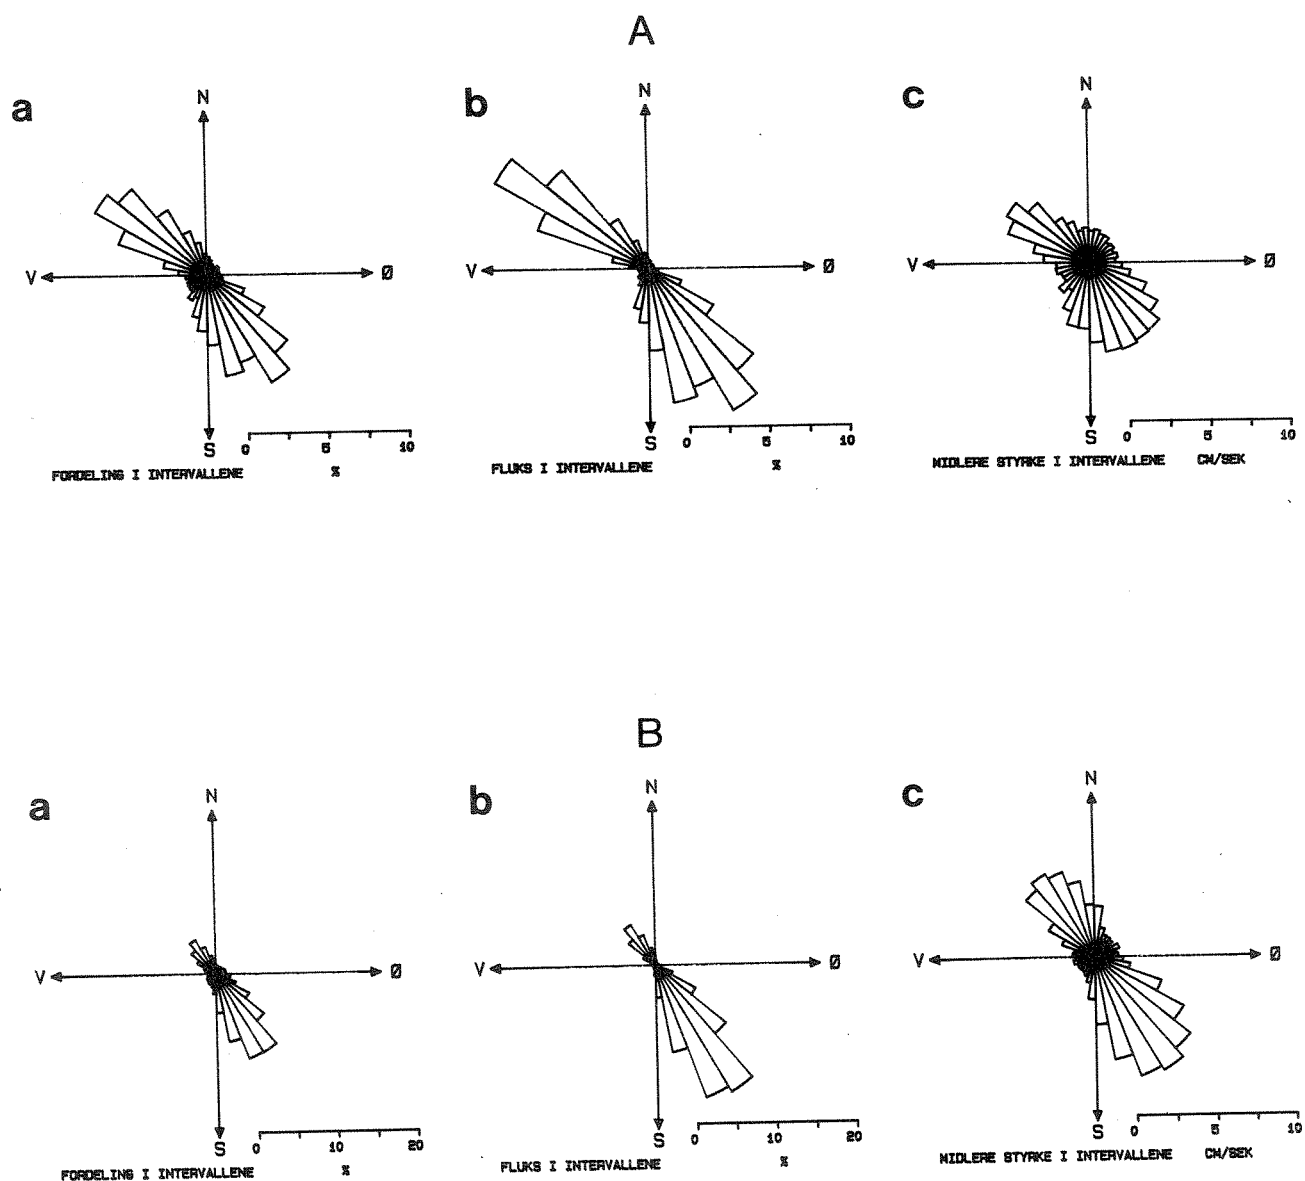 A
a
N
V
Ø
S
0 5 10
FORDELING I INTERVALLENE %
b
N
V
Ø
S
0 5 10
FLUKS I INTERVALLENE %
c
N
V
Ø
S
0 5 10
MIDLERE STYRKE I INTERVALLENE CM/SEK
B
a
N
V
Ø
S
0 10 20
FORDELING I INTERVALLENE %
b
N
V
Ø
S
0 10 20
FLUKS I INTERVALLENE %
c
N
V
Ø
S
0 5 10
MIDLERE STYRKE I INTERVALLENE CM/SEK